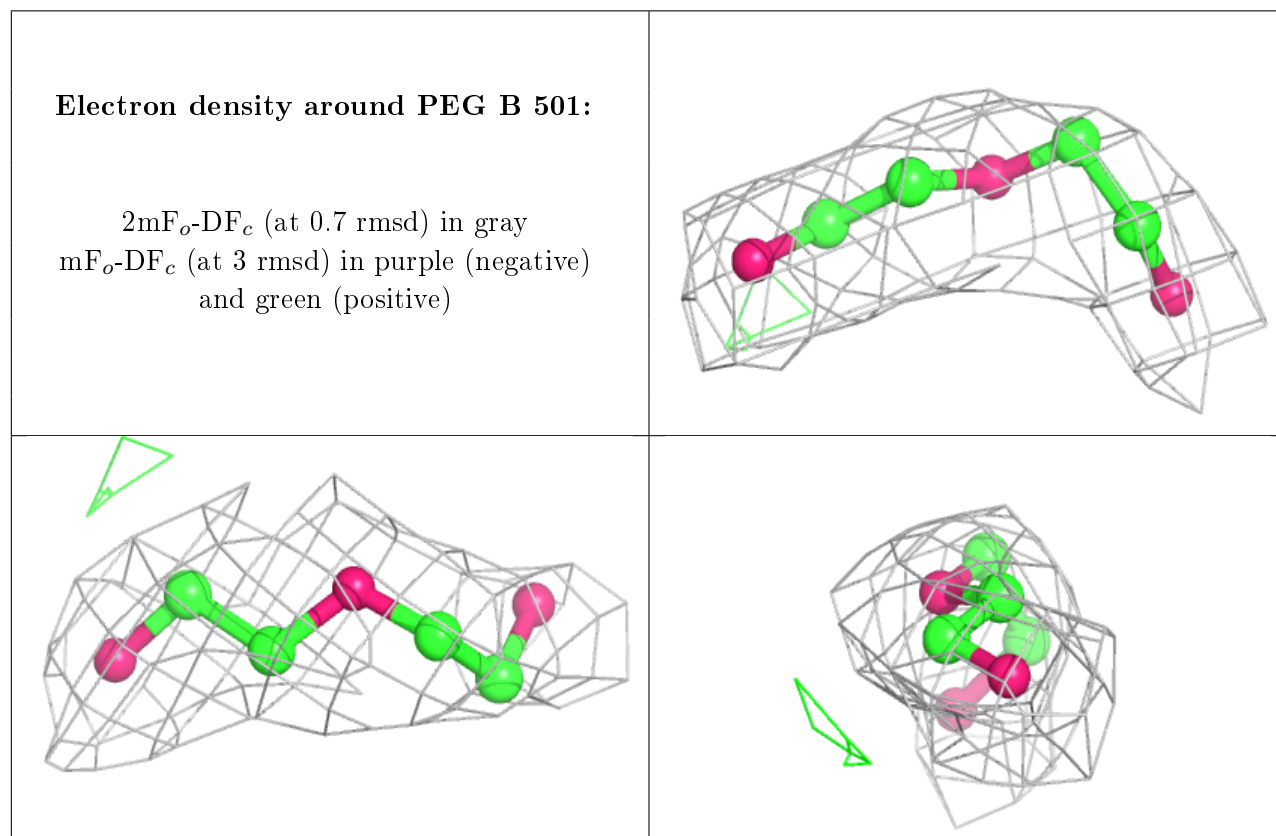 Electron density around PEG B 501:
2mFo-DFc (at 0.7 rmsd) in gray
mFo-DFc (at 3 rmsd) in purple (negative)
and green (positive)